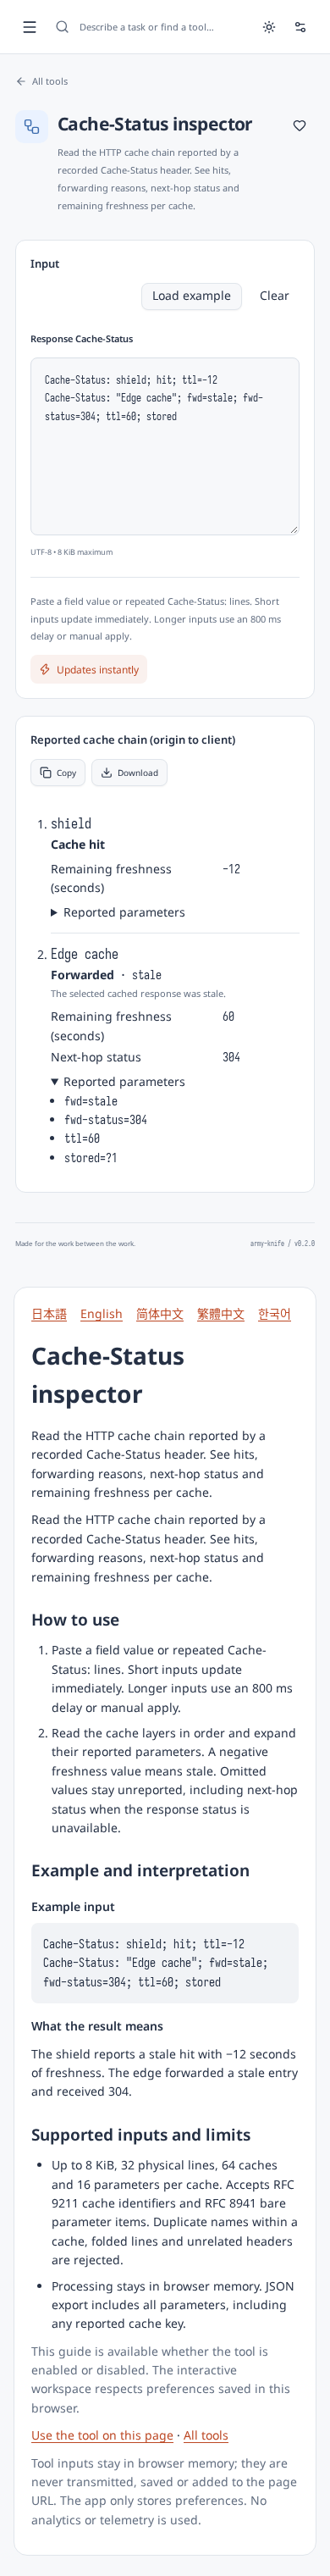 Describe a task or find a tool...
All tools
Cache-Status inspector
Read the HTTP cache chain reported by a
recorded Cache-Status header. See hits,
forwarding reasons, next-hop status and
remaining freshness per cache.
Input
Load example
Clear
Response Cache-Status
Cache-Status: shield; hit; ttl=-12
Cache-Status: "Edge cache"; fwd=stale; fwd-
status=304; ttl=60; stored
UTF-8 • 8 KiB maximum
Paste a field value or repeated Cache-Status: lines. Short
inputs update immediately. Longer inputs use an 800 ms
delay or manual apply.
Updates instantly
Reported cache chain (origin to client)
Copy
Download
1. shield
Cache hit
Remaining freshness -12
(seconds)
▶ Reported parameters
2. Edge cache
Forwarded · stale
The selected cached response was stale.
Remaining freshness 60
(seconds)
Next-hop status 304
▼ Reported parameters
• fwd=stale
• fwd-status=304
• ttl=60
• stored=?1
Made for the work between the work.
army-knife / v0.2.0
日本語 English 简体中文 繁體中文 한국어
Cache-Status
inspector
Read the HTTP cache chain reported by a
recorded Cache-Status header. See hits,
forwarding reasons, next-hop status and
remaining freshness per cache.
Read the HTTP cache chain reported by a
recorded Cache-Status header. See hits,
forwarding reasons, next-hop status and
remaining freshness per cache.
How to use
1. Paste a field value or repeated Cache-
Status: lines. Short inputs update
immediately. Longer inputs use an 800 ms
delay or manual apply.
2. Read the cache layers in order and expand
their reported parameters. A negative
freshness value means stale. Omitted
values stay unreported, including next-hop
status when the response status is
unavailable.
Example and interpretation
Example input
Cache-Status: shield; hit; ttl=-12
Cache-Status: "Edge cache"; fwd=stale;
fwd-status=304; ttl=60; stored
What the result means
The shield reports a stale hit with −12 seconds
of freshness. The edge forwarded a stale entry
and received 304.
Supported inputs and limits
• Up to 8 KiB, 32 physical lines, 64 caches
and 16 parameters per cache. Accepts RFC
9211 cache identifiers and RFC 8941 bare
parameter items. Duplicate names within a
cache, folded lines and unrelated headers
are rejected.
• Processing stays in browser memory. JSON
export includes all parameters, including
any reported cache key.
This guide is available whether the tool is
enabled or disabled. The interactive
workspace respects preferences saved in this
browser.
Use the tool on this page · All tools
Tool inputs stay in browser memory; they are
never transmitted, saved or added to the page
URL. The app only stores preferences. No
analytics or telemetry is used.